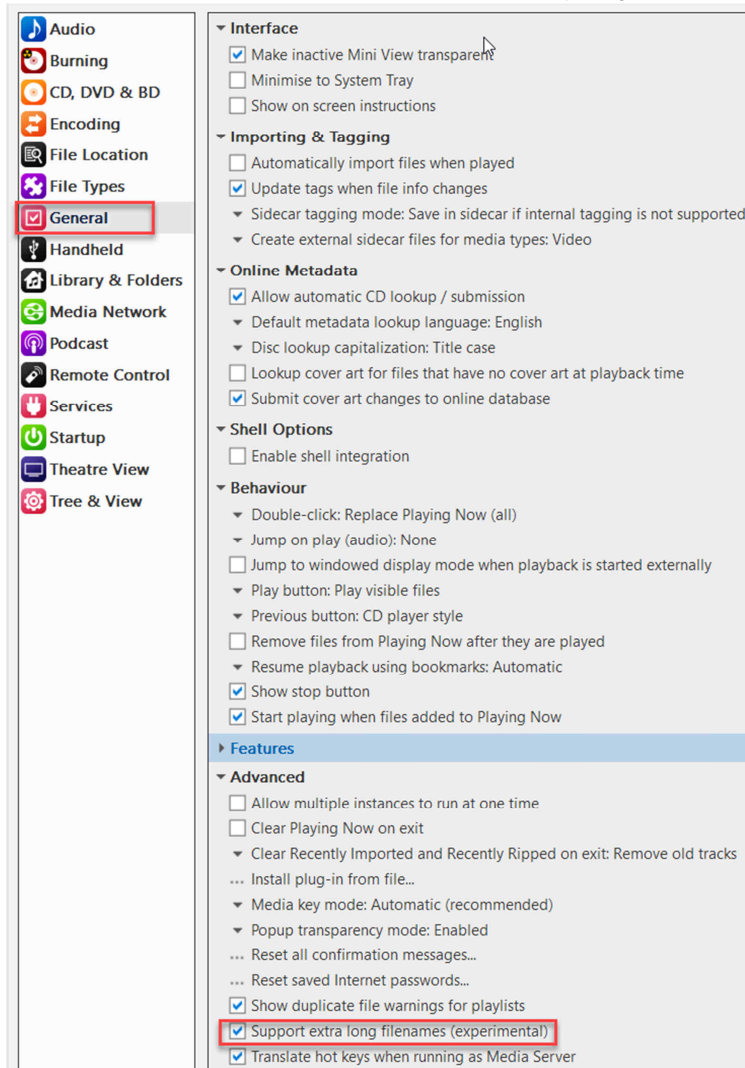 Audio
Burning
CD, DVD & BD
Encoding
File Location
File Types
General
Handheld
Library & Folders
Media Network
Podcast
Remote Control
Services
Startup
Theatre View
Tree & View
Interface
Make inactive Mini View transparent
Minimise to System Tray
Show on screen instructions
Importing & Tagging
Automatically import files when played
Update tags when file info changes
Sidecar tagging mode: Save in sidecar if internal tagging is not supported
Create external sidecar files for media types: Video
Online Metadata
Allow automatic CD lookup / submission
Default metadata lookup language: English
Disc lookup capitalization: Title case
Lookup cover art for files that have no cover art at playback time
Submit cover art changes to online database
Shell Options
Enable shell integration
Behaviour
Double-click: Replace Playing Now (all)
Jump on play (audio): None
Jump to windowed display mode when playback is started externally
Play button: Play visible files
Previous button: CD player style
Remove files from Playing Now after they are played
Resume playback using bookmarks: Automatic
Show stop button
Start playing when files added to Playing Now
Features
Advanced
Allow multiple instances to run at one time
Clear Playing Now on exit
Clear Recently Imported and Recently Ripped on exit: Remove old tracks
... Install plug-in from file...
Media key mode: Automatic (recommended)
Popup transparency mode: Enabled
... Reset all confirmation messages...
... Reset saved Internet passwords...
Show duplicate file warnings for playlists
Support extra long filenames (experimental)
Translate hot keys when running as Media Server